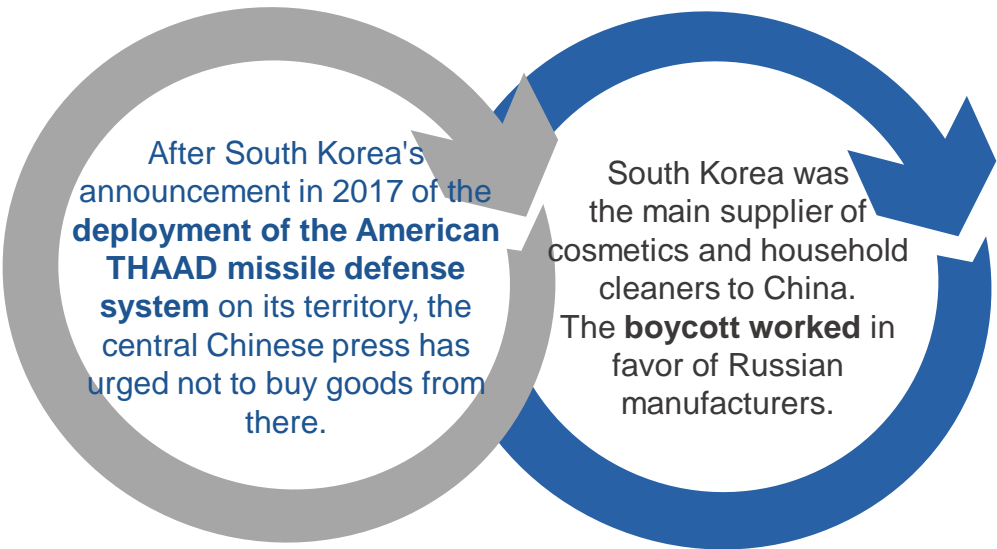 After South Korea's
announcement in 2017 of the
deployment of the American
THAAD missile defense
system on its territory, the
central Chinese press has
urged not to buy goods from
there.
South Korea was
the main supplier of
cosmetics and household
cleaners to China.
The boycott worked in
favor of Russian
manufacturers.